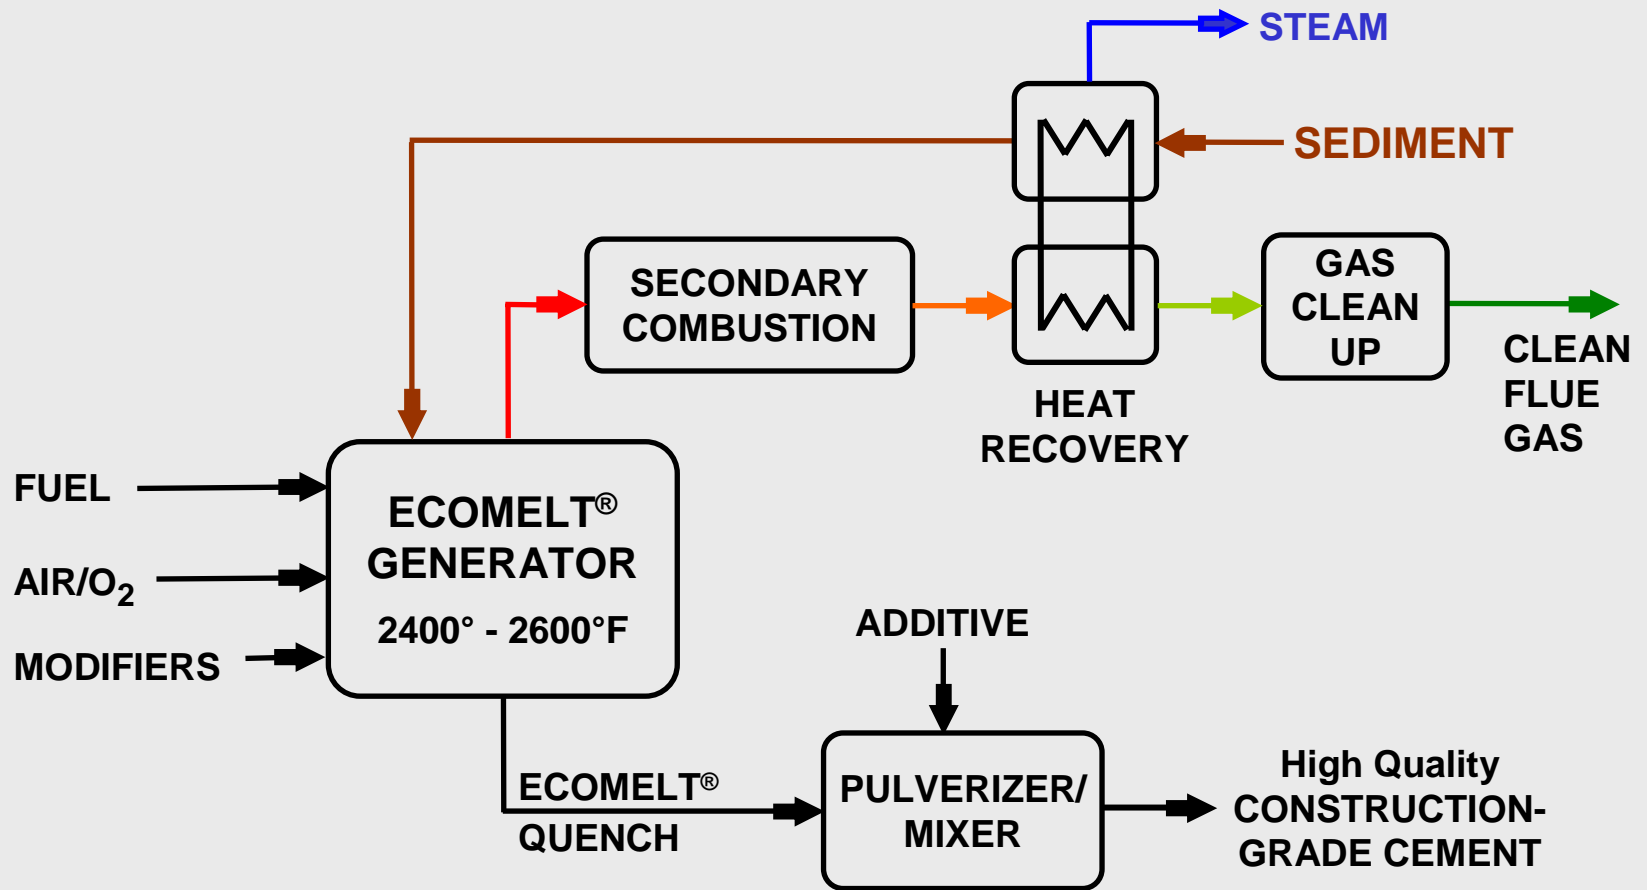 STEAM
SEDIMENT
SECONDARY
COMBUSTION
GAS
CLEAN
UP
HEAT
RECOVERY
CLEAN
FLUE
GAS
FUEL
AIR/O₂
MODIFIERS
ECOMELT®
GENERATOR
2400° - 2600°F
ADDITIVE
ECOMELT®
QUENCH
PULVERIZER/
MIXER
High Quality
CONSTRUCTION-
GRADE CEMENT